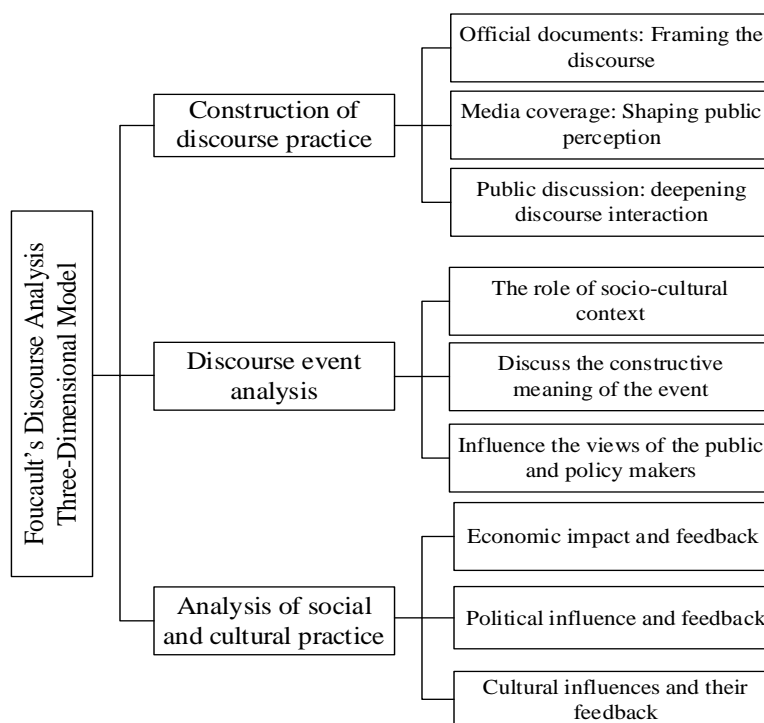 Foucault's Discourse Analysis
Three-Dimensional Model
Construction of
discourse practice
Official documents: Framing the
discourse
Media coverage: Shaping public
perception
Public discussion: deepening
discourse interaction
Discourse event
analysis
The role of socio-cultural
context
Discuss the constructive
meaning of the event
Influence the views of the public
and policy makers
Analysis of social
and cultural practice
Economic impact and feedback
Political influence and feedback
Cultural influences and their
feedback